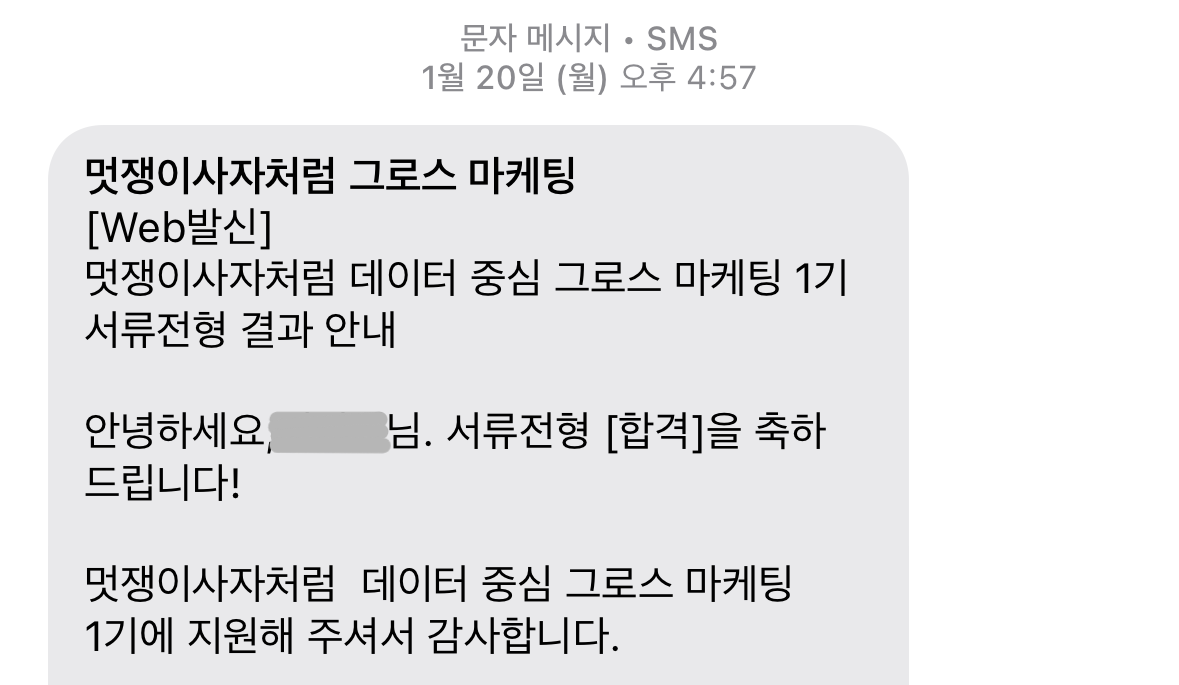 문자 메시지 • SMS
1월 20일 (월) 오후 4:57
멋쟁이사자처럼 그로스 마케팅
[Web발신]
멋쟁이사자처럼 데이터 중심 그로스 마케팅 1기
서류전형 결과 안내
안녕하세요, 님. 서류전형 [합격]을 축하
드립니다!
멋쟁이사자처럼  데이터 중심 그로스 마케팅
1기에 지원해 주셔서 감사합니다.